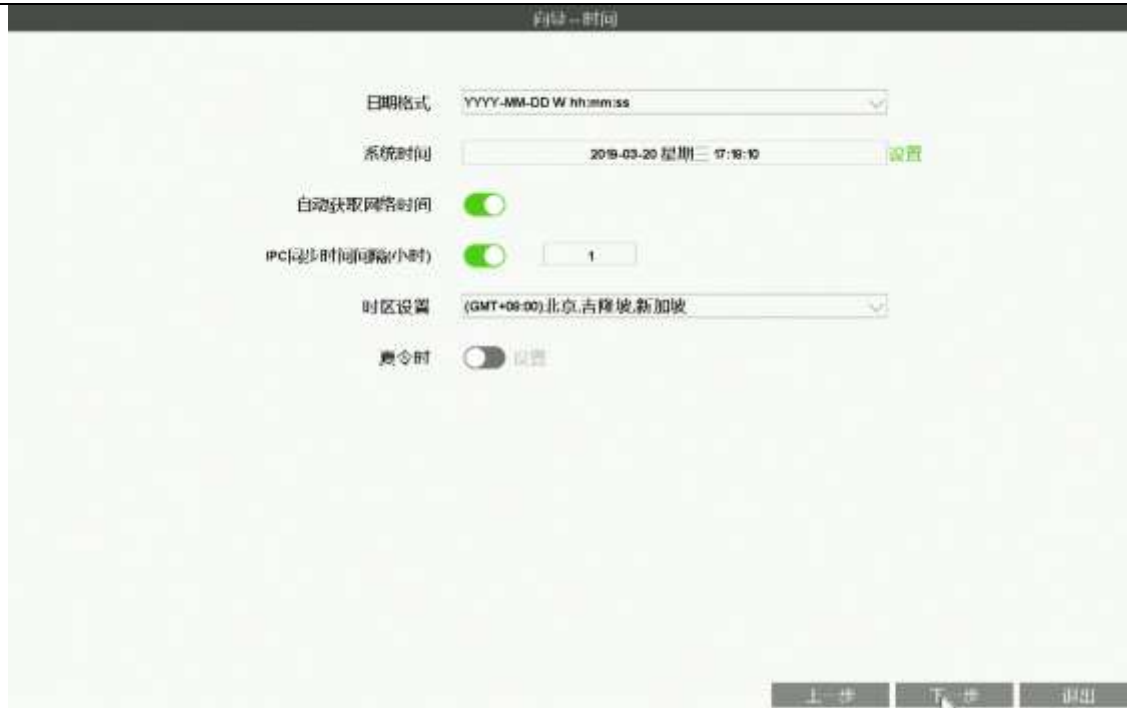 向导--时间
日期格式 YYYY-MM-DD W hh:mm:ss
系统时间 2019-03-20 星期三 17:19:10 设置
自动获取网络时间
IPC同步时间间隔(小时) 1
时区设置 (GMT+08:00)北京,吉隆坡,新加坡
夏令时 设置
上一步 下一步 退出